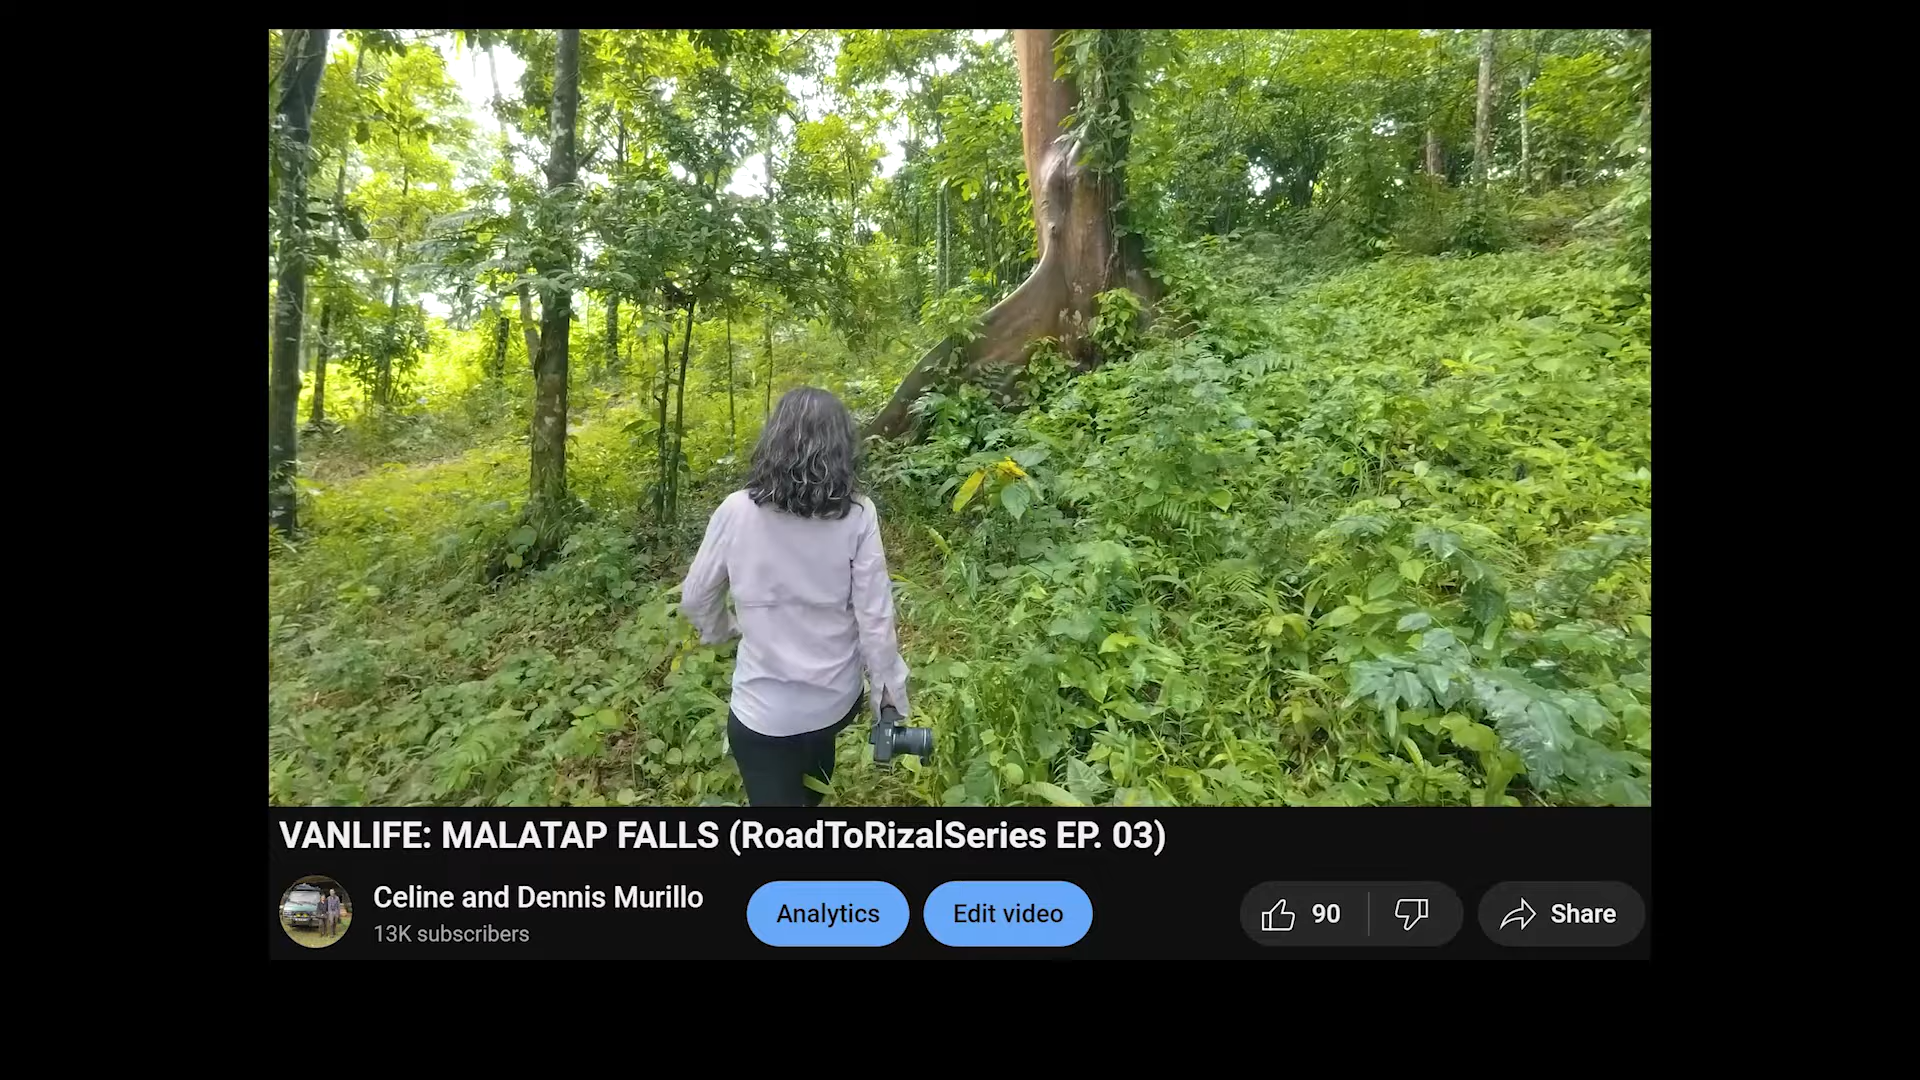 VANLIFE: MALATAP FALLS (RoadToRizalSeries EP. 03)
Celine and Dennis Murillo
13K subscribers
Analytics
Edit video
90
Share